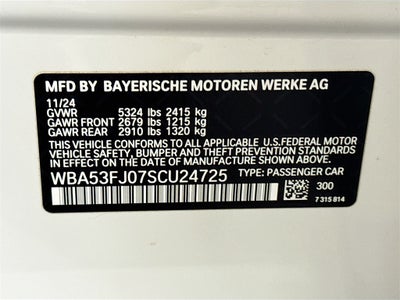 MFD BY BAYERISCHE MOTOREN WERKE AG
11/24
GVWR 5324 lbs 2415 kg
GAWR FRONT 2679 lbs 1215 kg
GAWR REAR 2910 lbs 1320 kg
THIS VEHICLE CONFORMS TO ALL APPLICABLE
U.S.FEDERAL MOTOR VEHICLE SAFETY, BUMPER,
AND THEFT PREVENTION STANDARDS IN EFFECT
ON THE DATE OF MANUFACTURE SHOWN ABOVE.
WBA53FJ07SCU24725 TYPE: PASSENGER CAR
300
7 315 814